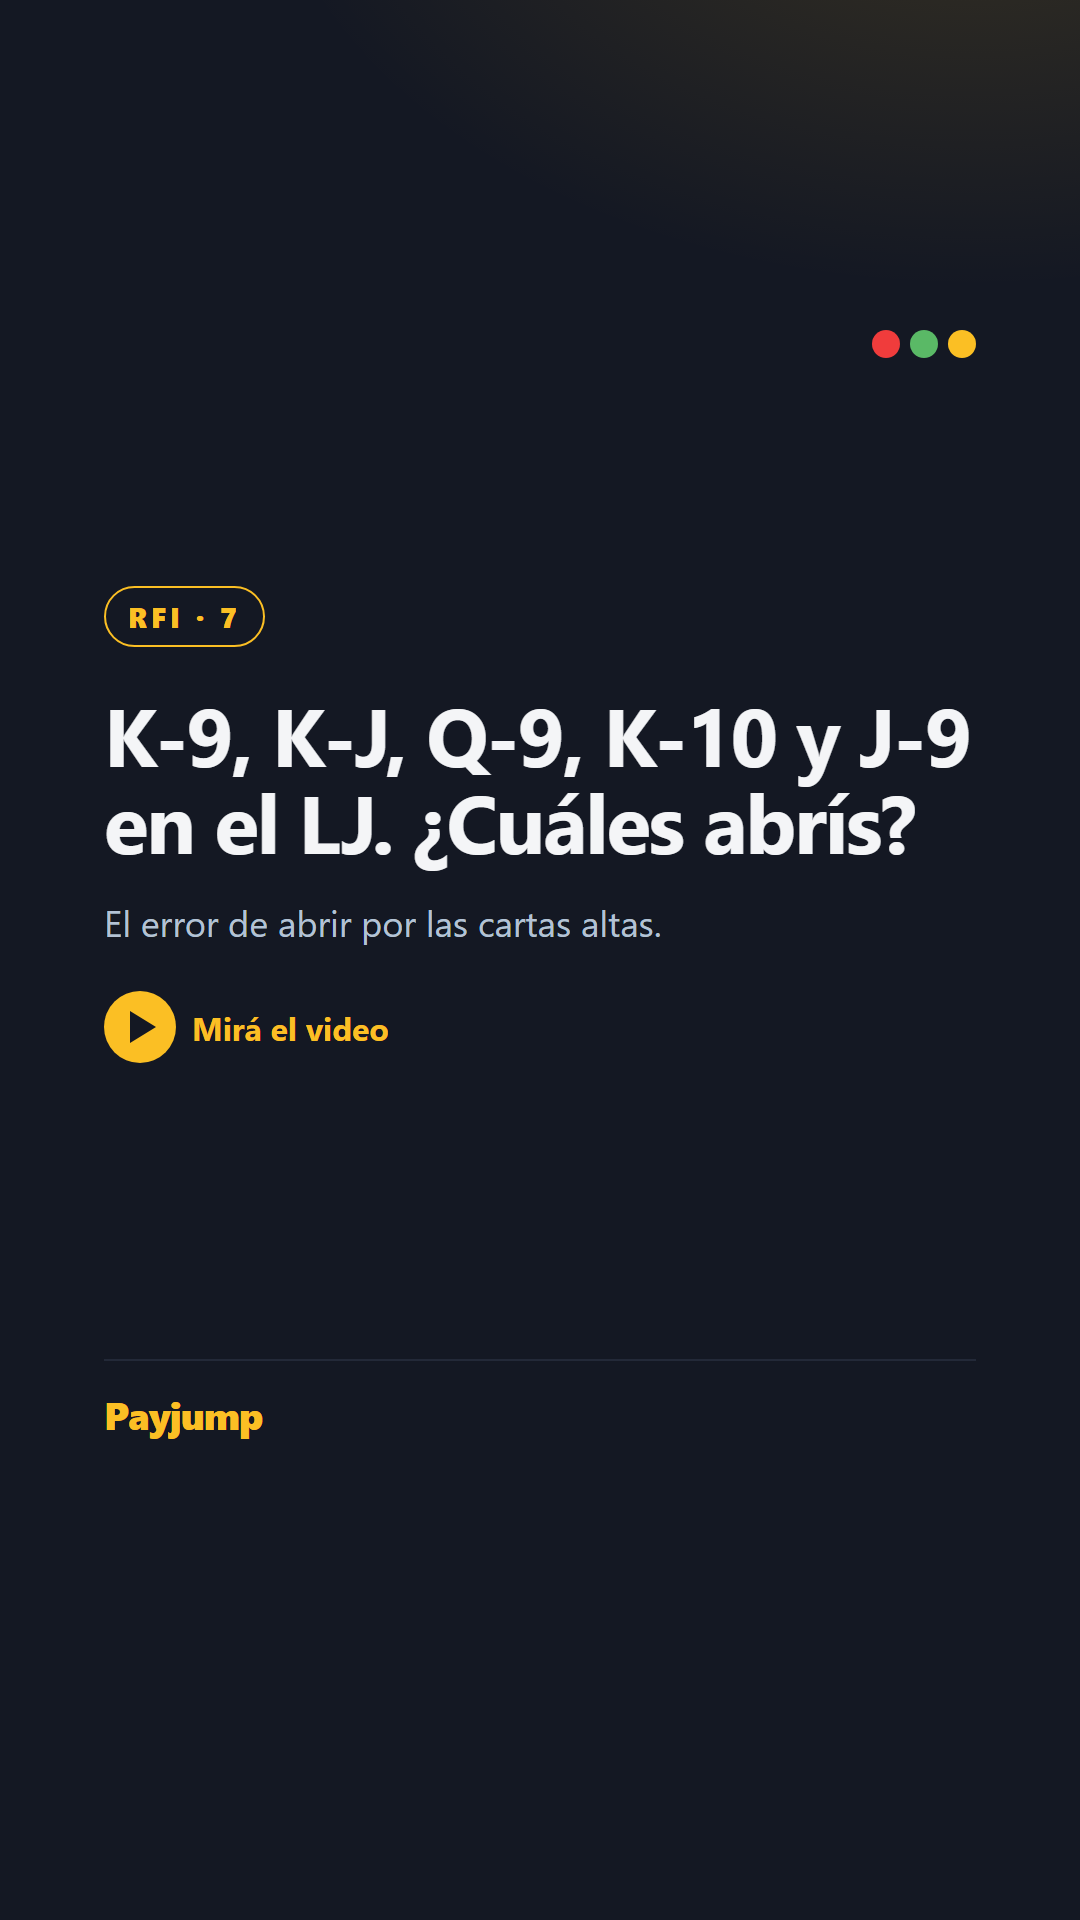 RFI · 7
K-9, K-J, Q-9, K-10 y J-9
en el LJ. ¿Cuáles abrís?
El error de abrir por las cartas altas.
Mirá el video
Payjump